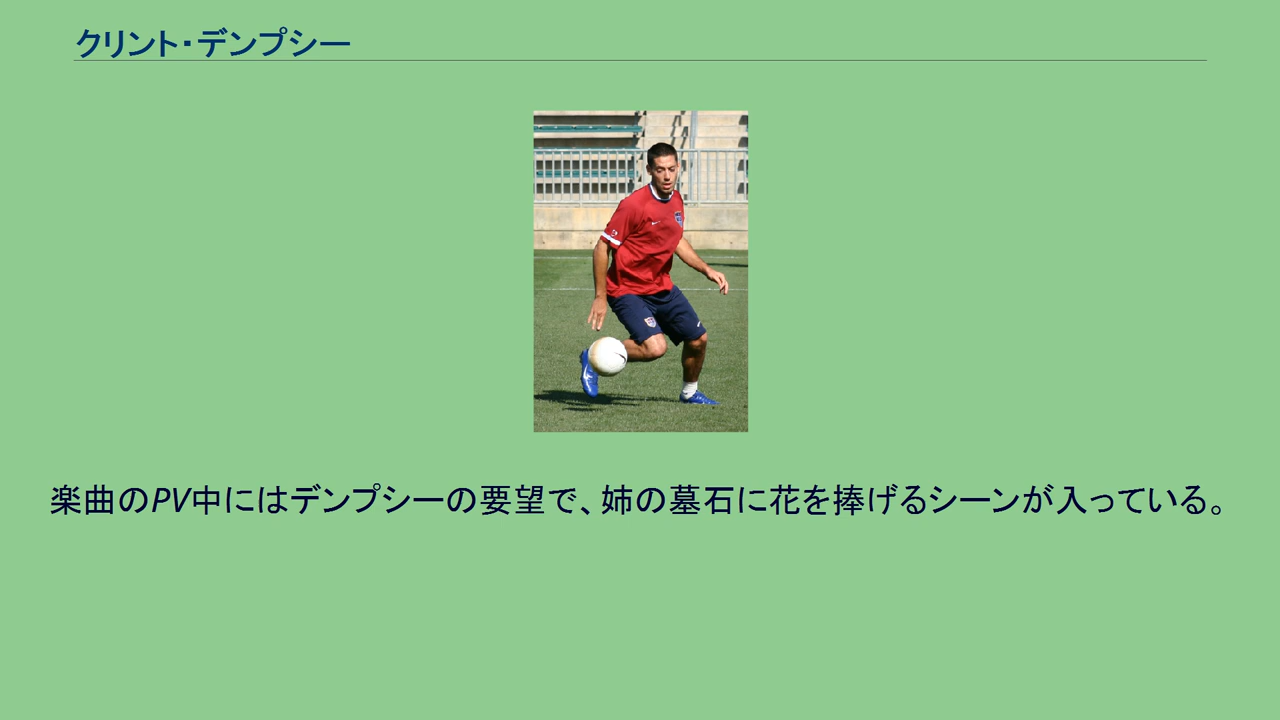 クリント・デンプシー
楽曲のPV中にはデンプシーの要望で、姉の墓石に花を捧げるシーンが入っている。